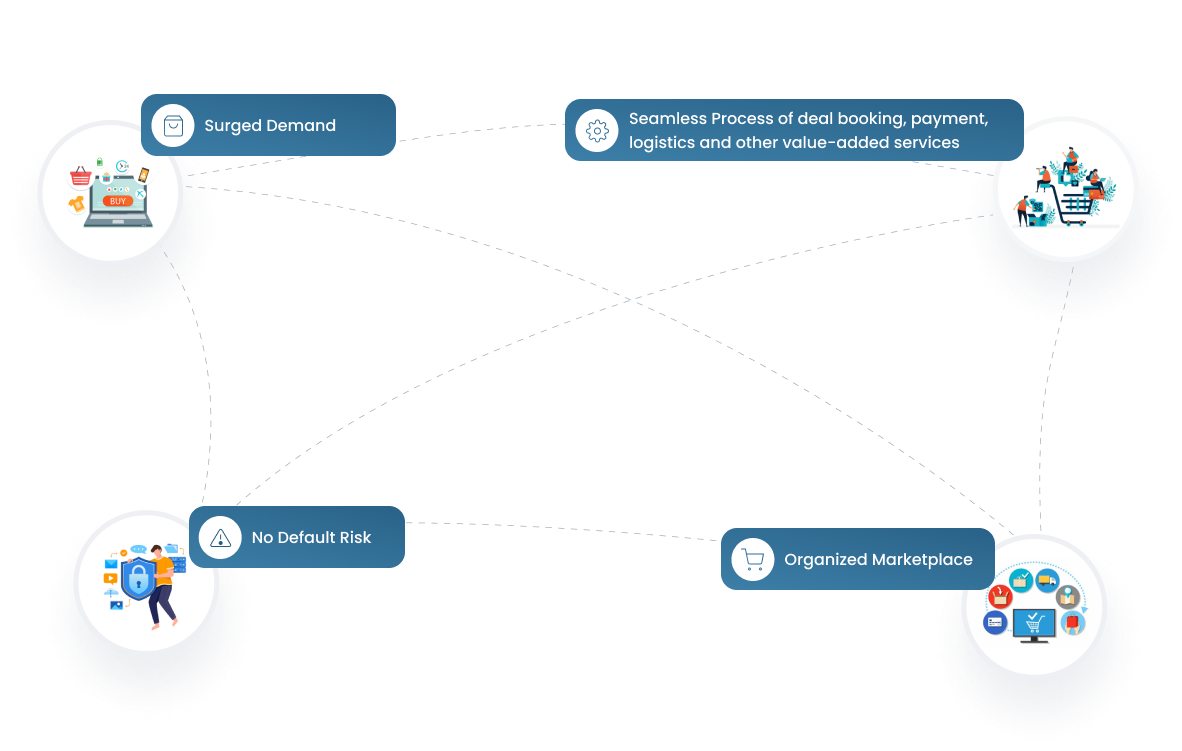 Surged Demand
Seamless Process of deal booking, payment,
logistics and other value-added services
BUY
No Default Risk
Organized Marketplace